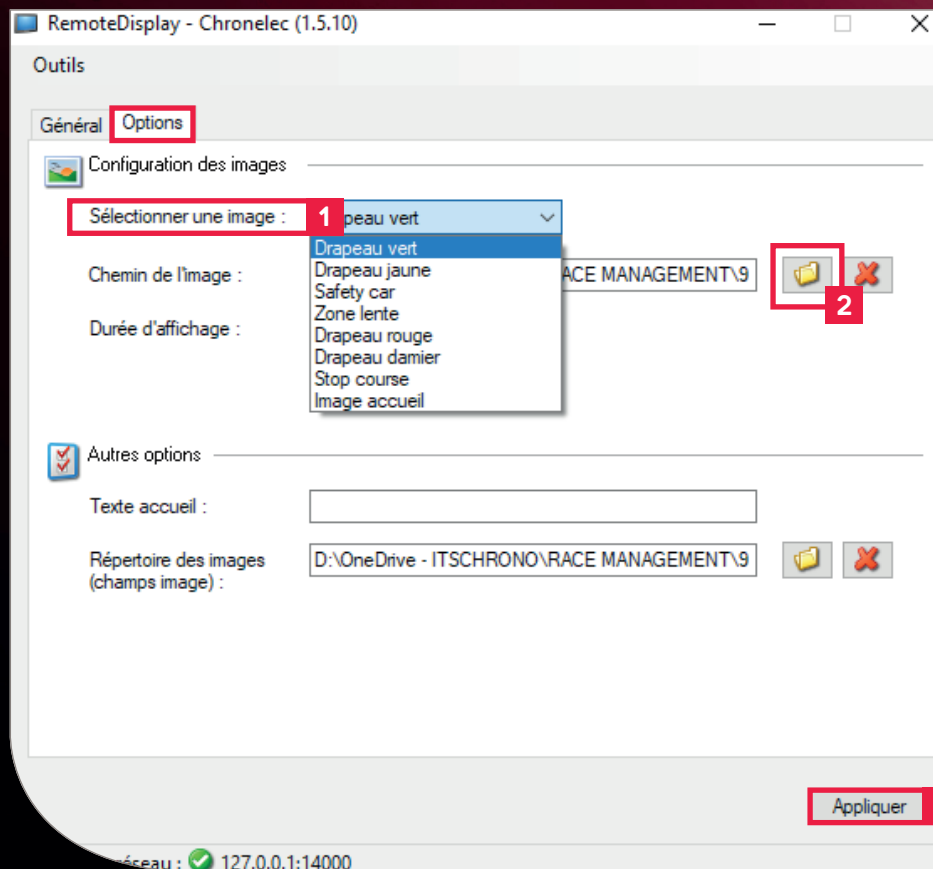 RemoteDisplay - Chronelec (1.5.10)
Outils
Général Options
Configuration des images
Sélectionner une image : 1 peau vert
Drapeau vert
Drapeau jaune
Safety car
Zone lente
Drapeau rouge
Drapeau damier
Stop course
Image accueil
Chemin de l'image : ACE MANAGEMENT\9
2
Durée d'affichage :
Autres options
Texte accueil :
Répertoire des images
(champs image) :
D:\OneDrive - ITSCHRONO\RACE MANAGEMENT\9
Appliquer
réseau : 127.0.0.1:14000